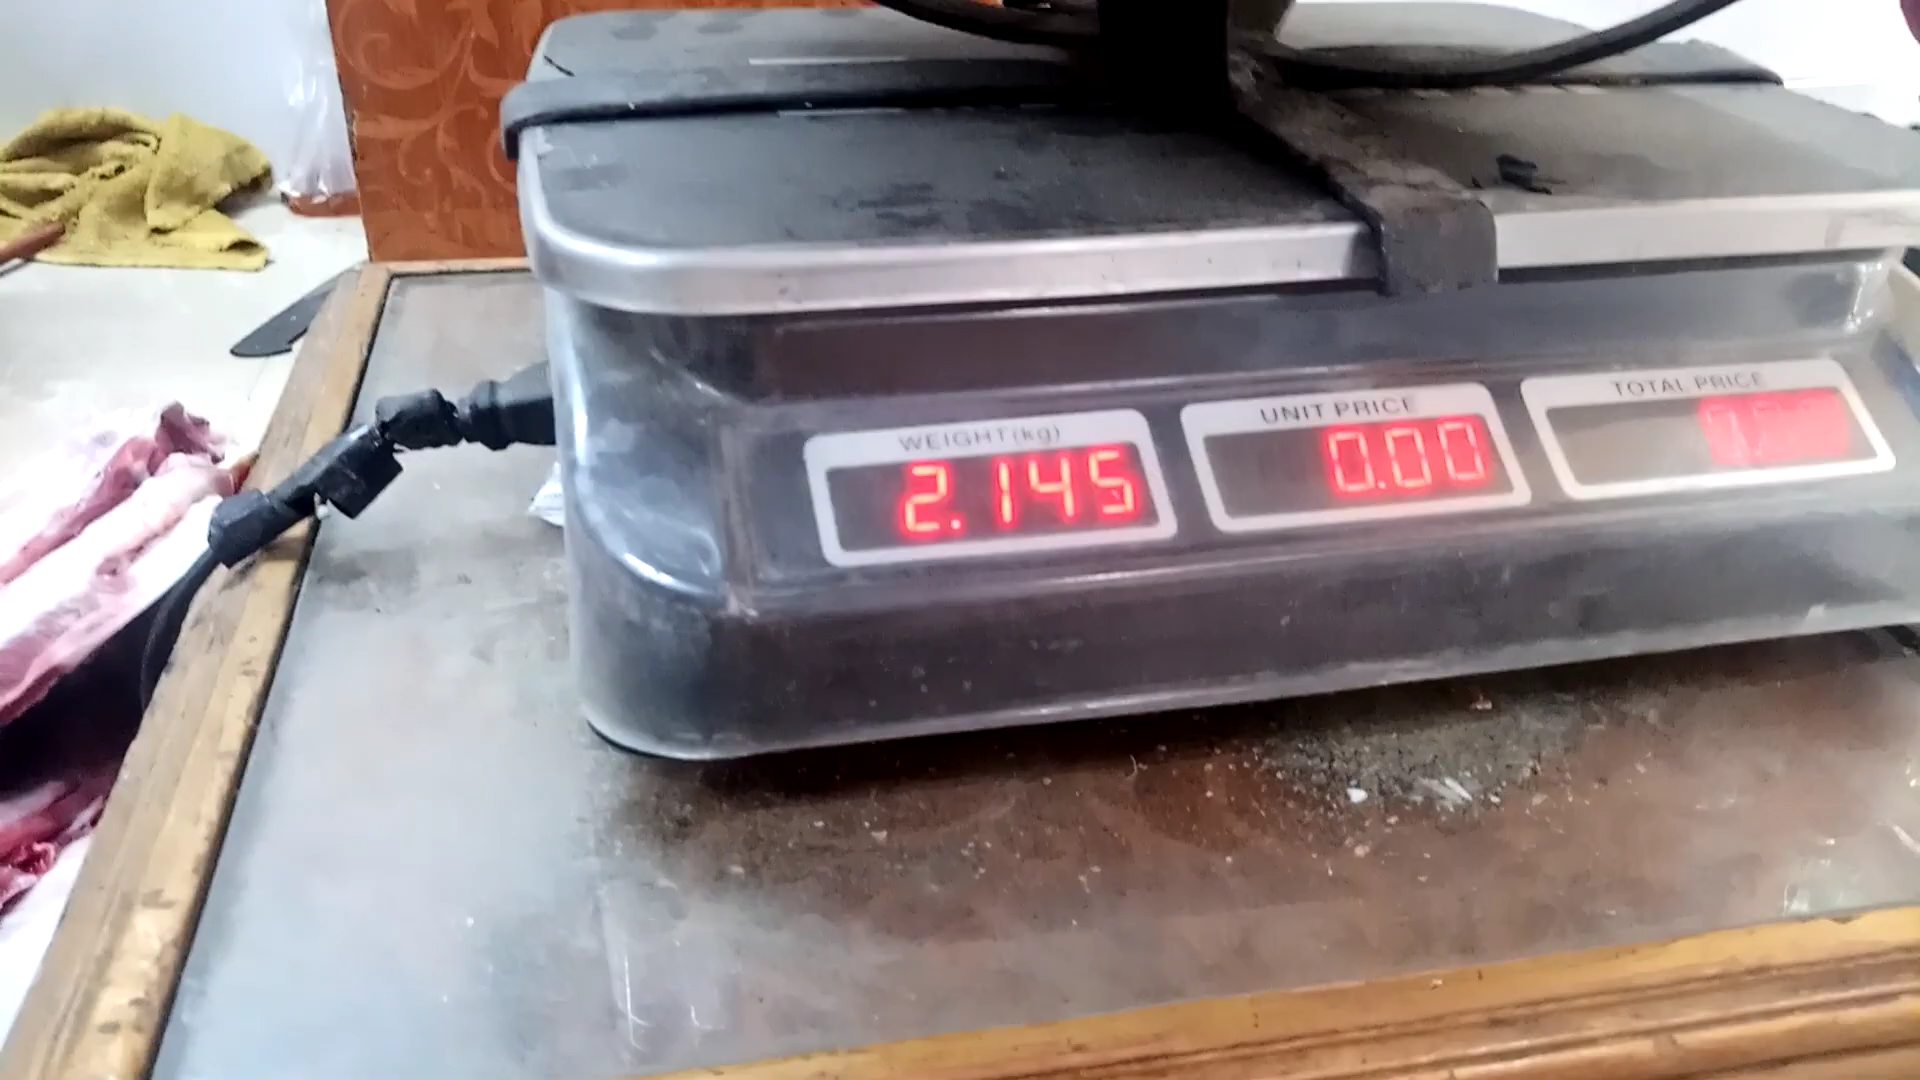 WEIGHT(kg)
2.145
UNIT PRICE
0.00
TOTAL PRICE